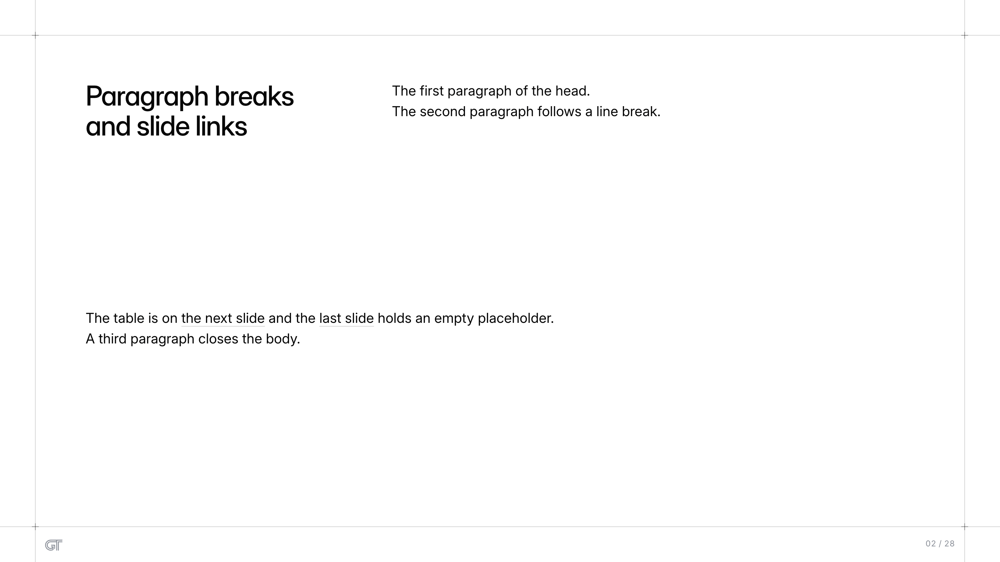 Paragraph breaks
and slide links
The first paragraph of the head.
The second paragraph follows a line break.
The table is on the next slide and the last slide holds an empty placeholder.
A third paragraph closes the body.
GT
02 / 28